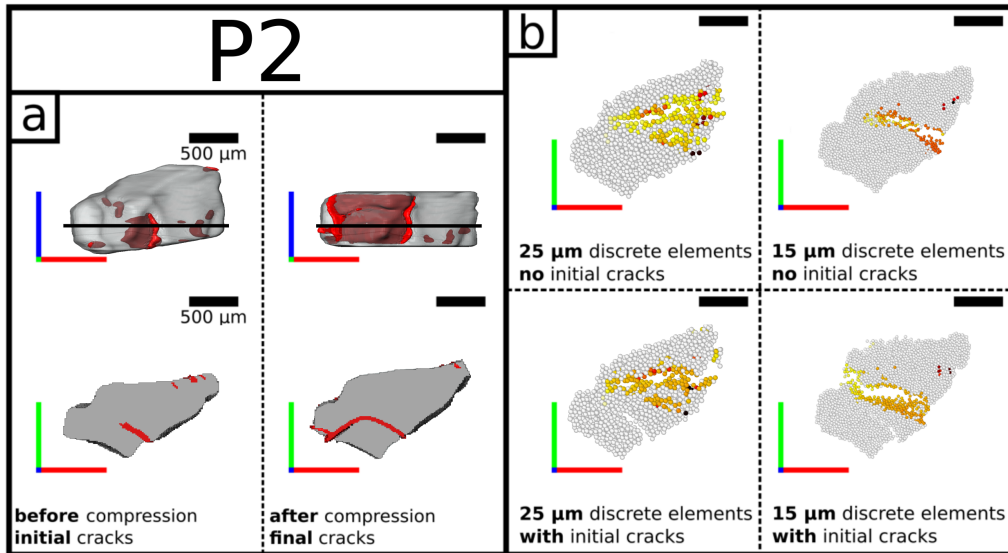 P2
a
500 µm
500 µm
before compression
initial cracks
after compression
final cracks
b
25 µm discrete elements
no initial cracks
15 µm discrete elements
no initial cracks
25 µm discrete elements
with initial cracks
15 µm discrete elements
with initial cracks